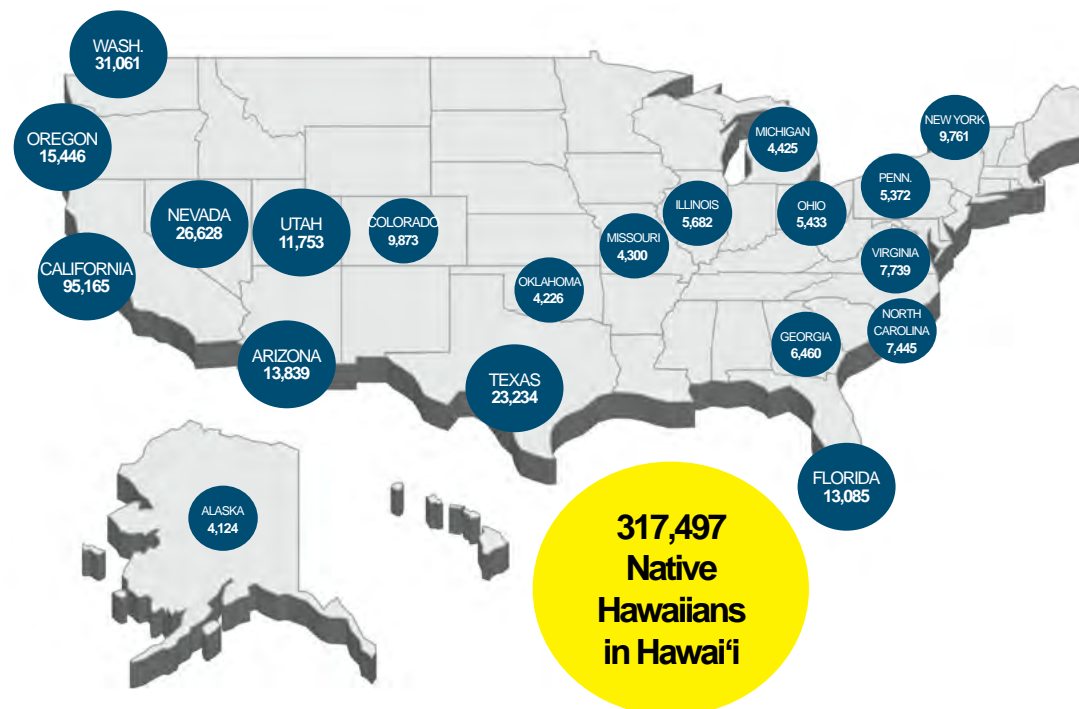 WASH.
31,061
OREGON
15,446
CALIFORNIA
95,165
NEVADA
26,628
UTAH
11,753
COLORADO
9,873
ARIZONA
13,839
TEXAS
23,234
OKLAHOMA
4,226
MISSOURI
4,300
ILLINOIS
5,682
MICHIGAN
4,425
OHIO
5,433
NEW YORK
9,761
PENN.
5,372
VIRGINIA
7,739
NORTH
CAROLINA
7,445
GEORGIA
6,460
FLORIDA
13,085
ALASKA
4,124
317,497
Native
Hawaiians
in Hawai‘i